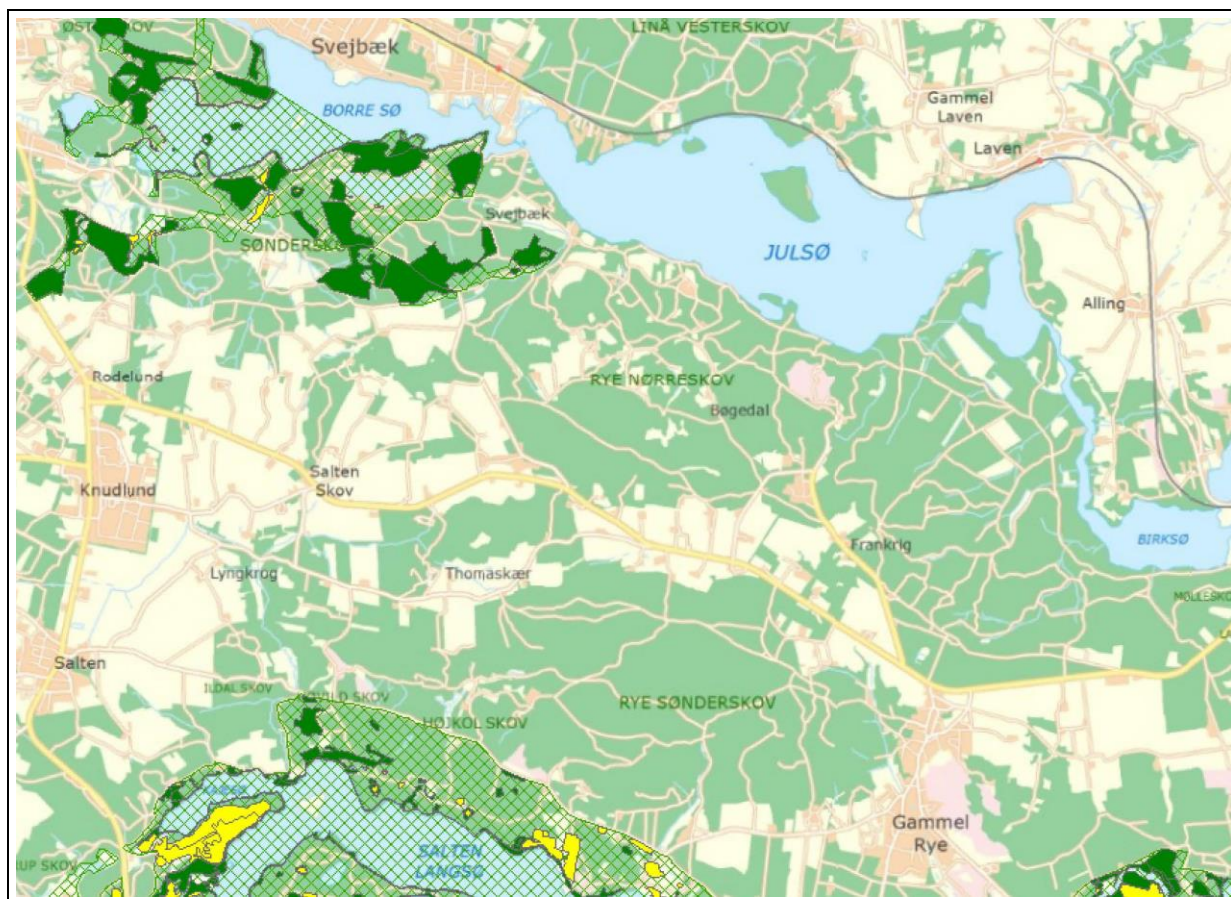 LINÅ VESTERSKOV
Svejbæk
BORRE SØ
Gammel
Laven
Laven
Svejbæk
JULSØ
Alling
Rodelund
RYE NØRRESKOV
Bøgedal
Salten
Skov
Knudlund
Frankrig
BIRKSØ
Lyngkrog
Thomaskær
Salten
ILDAL SKOV
HØJKOL SKOV
RYE SØNDERSKOV
Gammel
Rye
SALTEN
LANGSØ